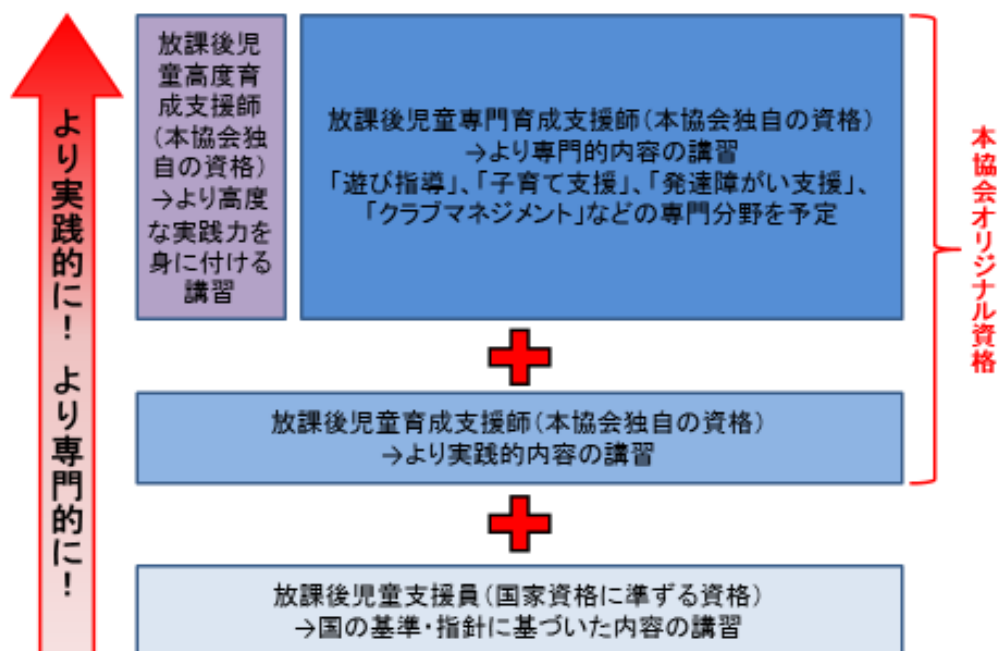 より実践的に！ より専門的に！
放課後児
童高度育
成支援師
(本協会独
自の資格)
→より高度
な実践力を
身に付ける
講習
放課後児童専門育成支援師(本協会独自の資格)
→より専門的内容の講習
「遊び指導」、「子育て支援」、「発達障がい支援」、
「クラブマネジメント」などの専門分野を予定
本協会オリジナル資格
放課後児童育成支援師(本協会独自の資格)
→より実践的内容の講習
放課後児童支援員(国家資格に準ずる資格)
→国の基準・指針に基づいた内容の講習